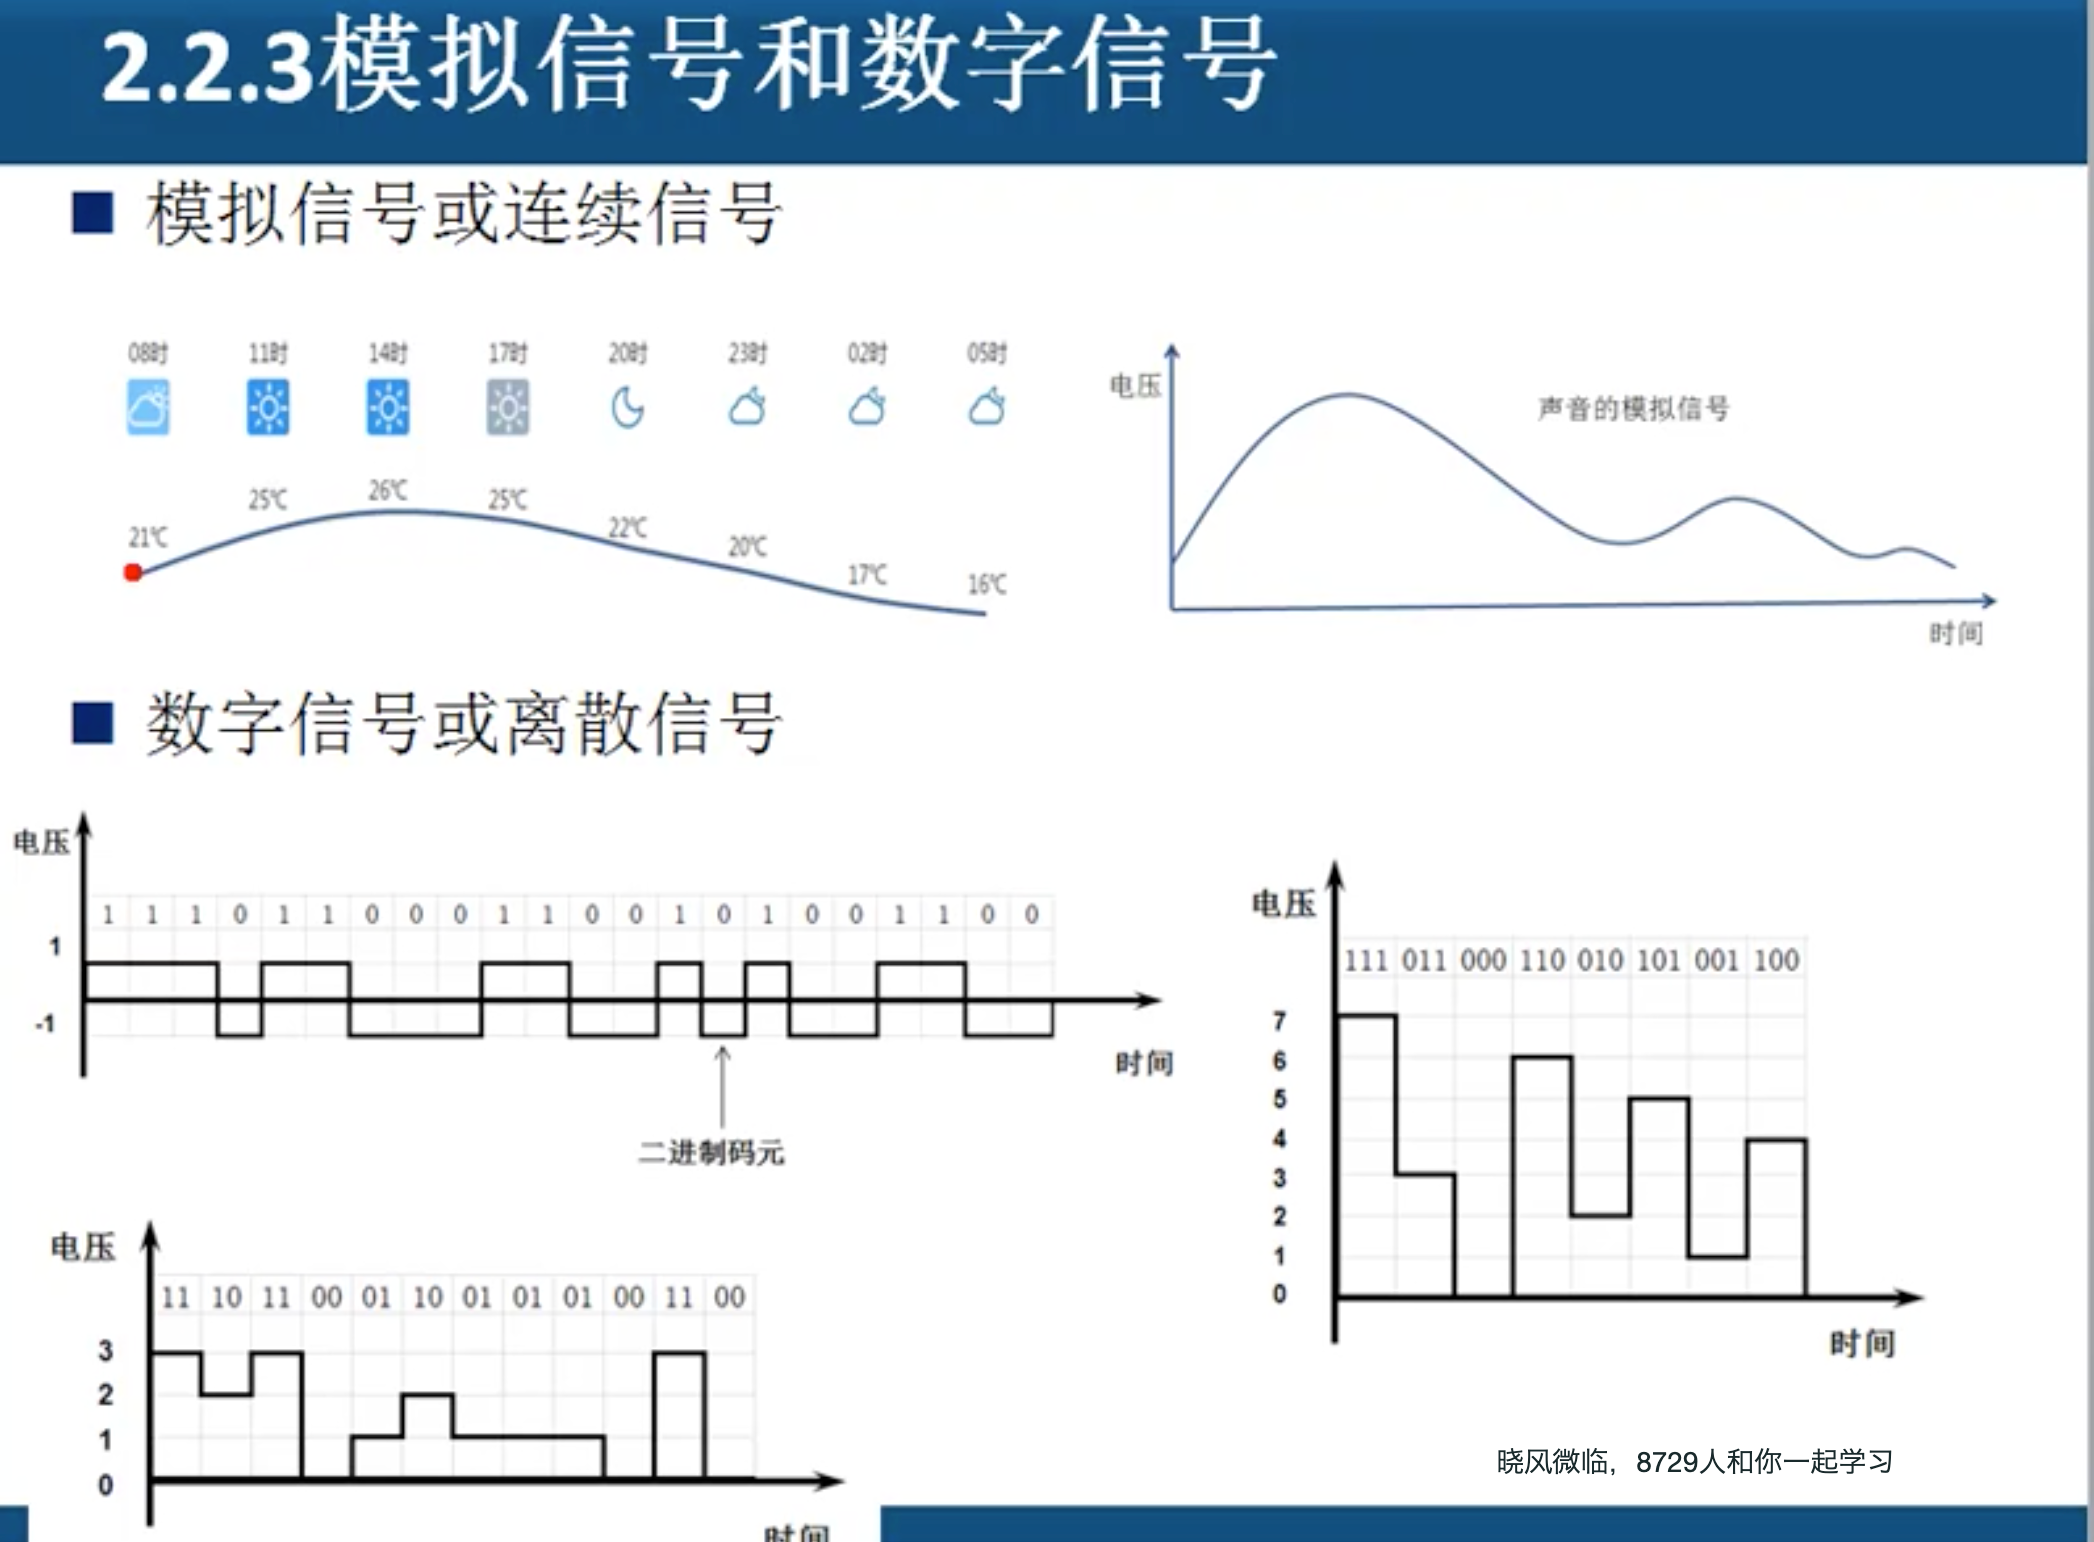 2.2.3模拟信号和数字信号
模拟信号或连续信号
08时 11时 14时 17时 20时 23时 02时 05时
21℃ 25℃ 26℃ 25℃ 22℃ 20℃ 17℃ 16℃
电压
声音的模拟信号
时间
数字信号或离散信号
电压
1 1 1 0 1 1 0 0 0 1 1 0 0 1 0 1 0 0 1 1 0 0
1
-1
时间
二进制码元
电压
111 011 000 110 010 101 001 100
7
6
5
4
3
2
1
0
时间
电压
11 10 11 00 01 10 01 01 01 00 11 00
3
2
1
0
时间
晓风微临，8729人和你一起学习